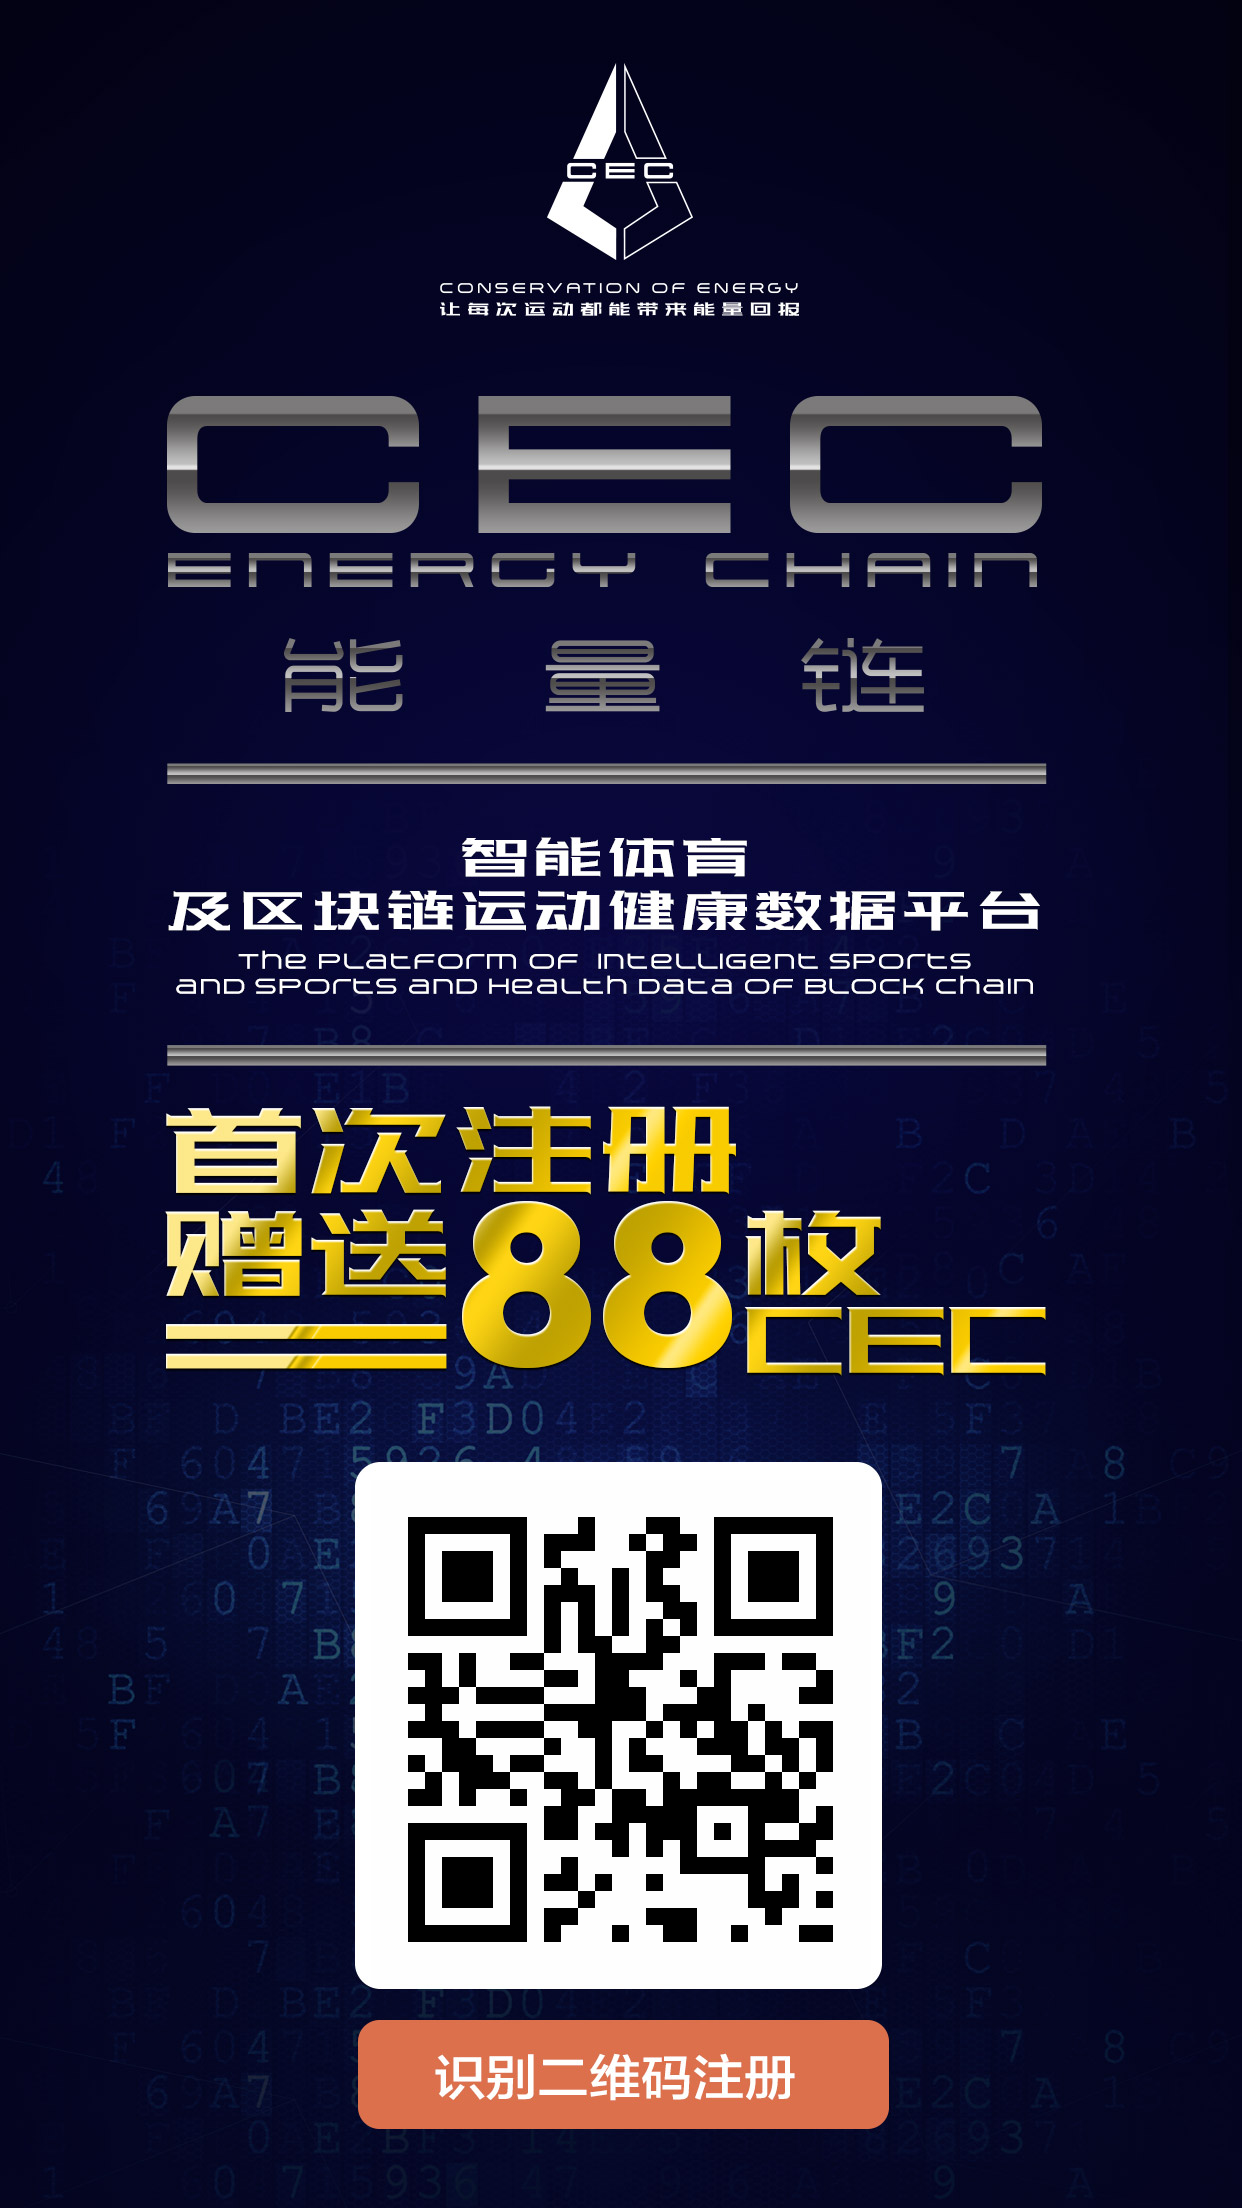 CEC
CONSERVATION OF ENERGY
让每次运动都能带来能量回报
CEC
ENERGY CHAIN
能量链
智能体育
及区块链运动健康数据平台
The PLatform OF Intelligent Sports
and Sports and Health Data OF Block Chain
首次注册
赠送88枚
CEC
识别二维码注册